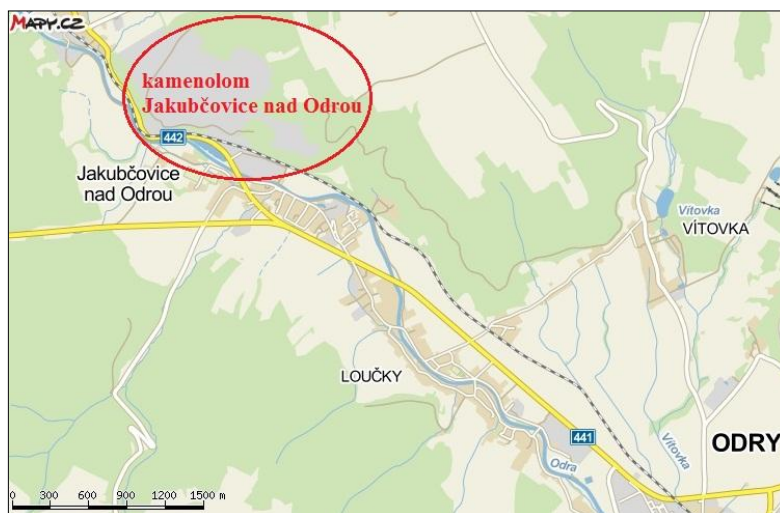 MAPY.CZ
kamenolom
Jakubčovice nad Odrou
442
Jakubčovice
nad Odrou
Vítovka
VÍTOVKA
LOUČKY
441
ODRY
Odra
Vítovka
0 300 600 900 1200 1500 m